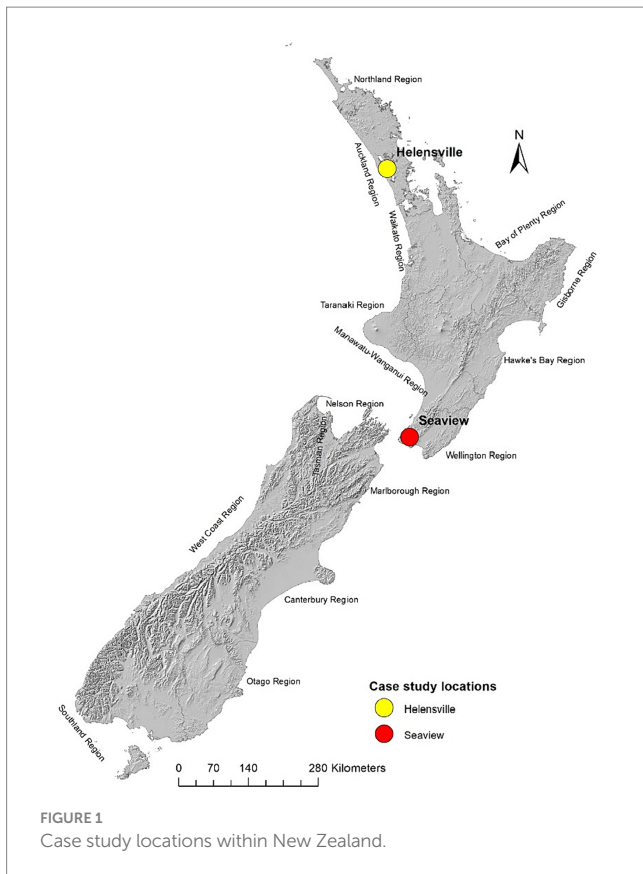 Northland Region
N
Helensville
Auckland Region
Waikato Region
Bay of Plenty Region
Gisborne Region
Taranaki Region
Manawatu-Wanganui Region
Hawke's Bay Region
Nelson Region
Seaview
Tasman Region
Wellington Region
Marlborough Region
West Coast Region
Canterbury Region
Otago Region
Southland Region
Case study locations
Helensville
Seaview
0 70 140 280 Kilometers
FIGURE 1
Case study locations within New Zealand.